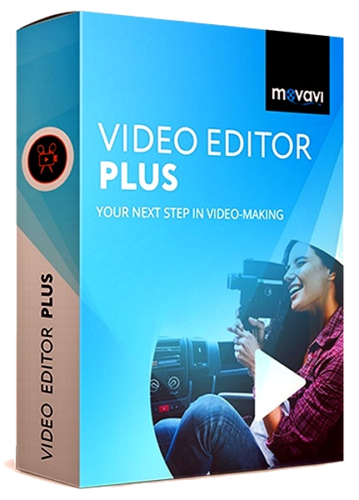 movavi
VIDEO EDITOR
PLUS
YOUR NEXT STEP IN VIDEO-MAKING
VIDEO EDITOR PLUS